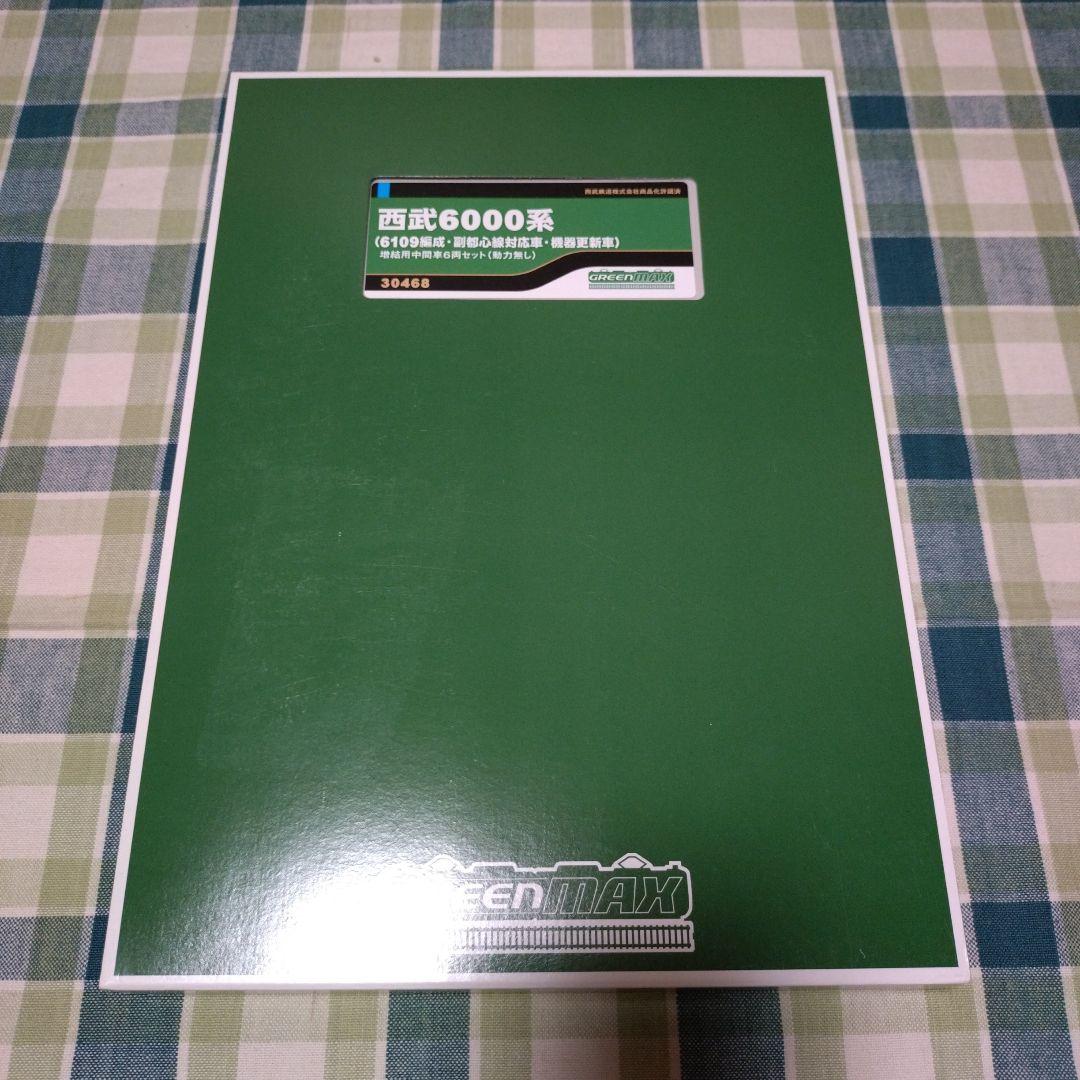 西武鉄道株式会社商品化許諾済
西武6000系
(6109編成・副都心線対応車・機器更新車)
増結用中間車6両セット(動力無し)
30468
GREENMAX
GREENMAX